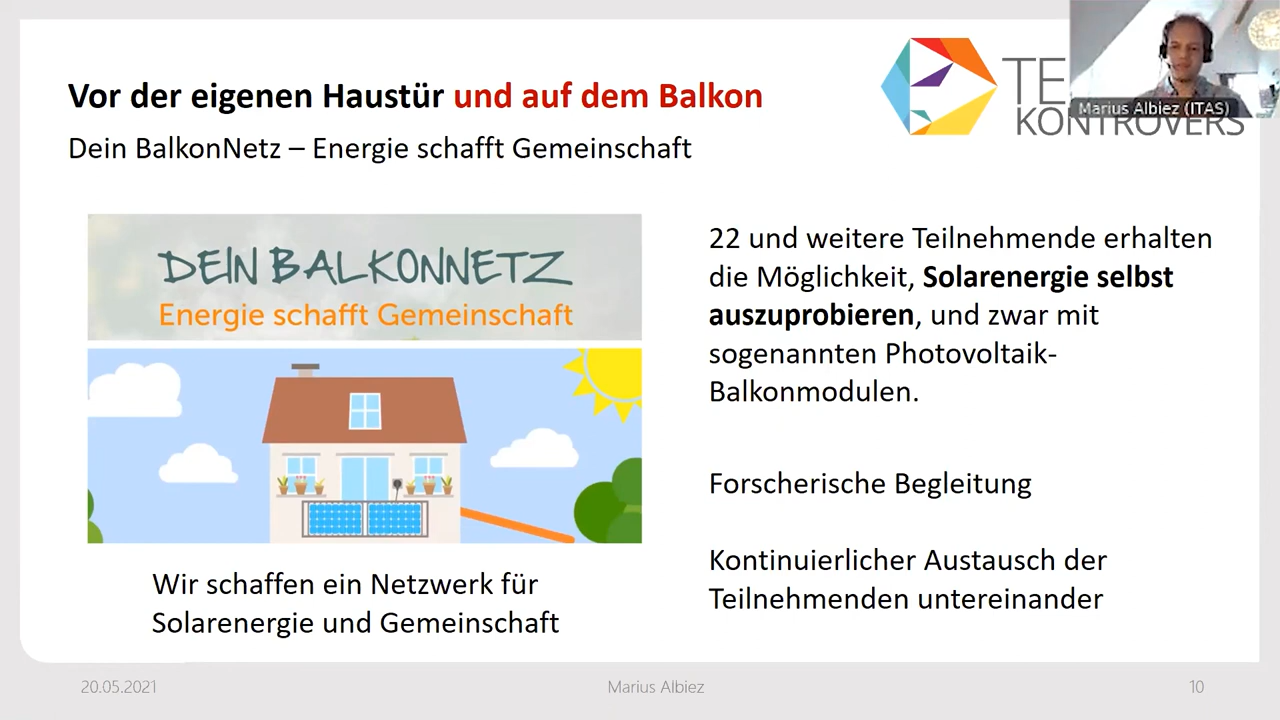 Vor der eigenen Haustür und auf dem Balkon
Dein BalkonNetz – Energie schafft Gemeinschaft
TE
KONTROVERS
Marius Albiez (ITAS)
DEIN BALKONNETZ
Energie schafft Gemeinschaft
Wir schaffen ein Netzwerk für
Solarenergie und Gemeinschaft
22 und weitere Teilnehmende erhalten
die Möglichkeit, Solarenergie selbst
auszuprobieren, und zwar mit
sogenannten Photovoltaik-
Balkonmodulen.
Forscherische Begleitung
Kontinuierlicher Austausch der
Teilnehmenden untereinander
20.05.2021
Marius Albiez
10